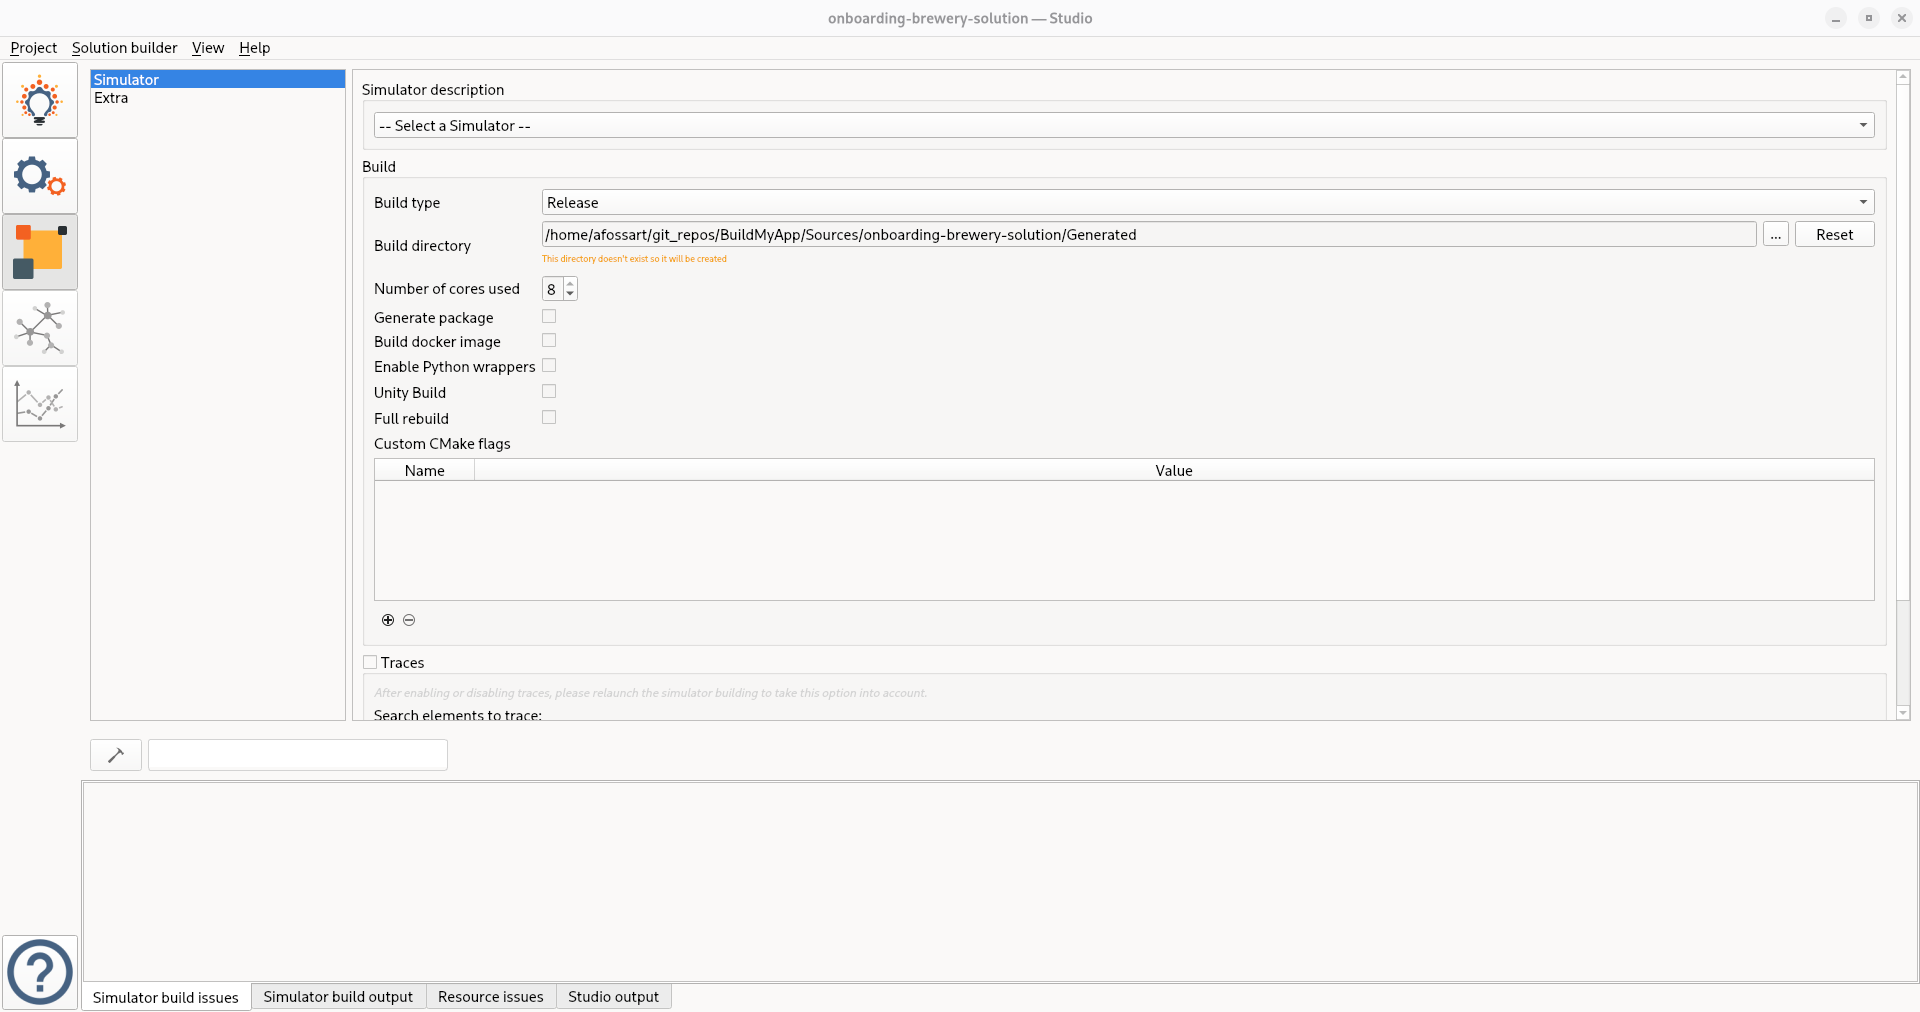 onboarding-brewery-solution — Studio
Project Solution builder View Help
Simulator
Extra
Simulator description
-- Select a Simulator --
Build
Build type Release
Build directory /home/afossart/git_repos/BuildMyApp/Sources/onboarding-brewery-solution/Generated ... Reset
This directory doesn't exist so it will be created
Number of cores used 8
Generate package
Build docker image
Enable Python wrappers
Unity Build
Full rebuild
Custom CMake flags
Name Value
Traces
After enabling or disabling traces, please relaunch the simulator building to take this option into account.
Search elements to trace:
Simulator build issues Simulator build output Resource issues Studio output